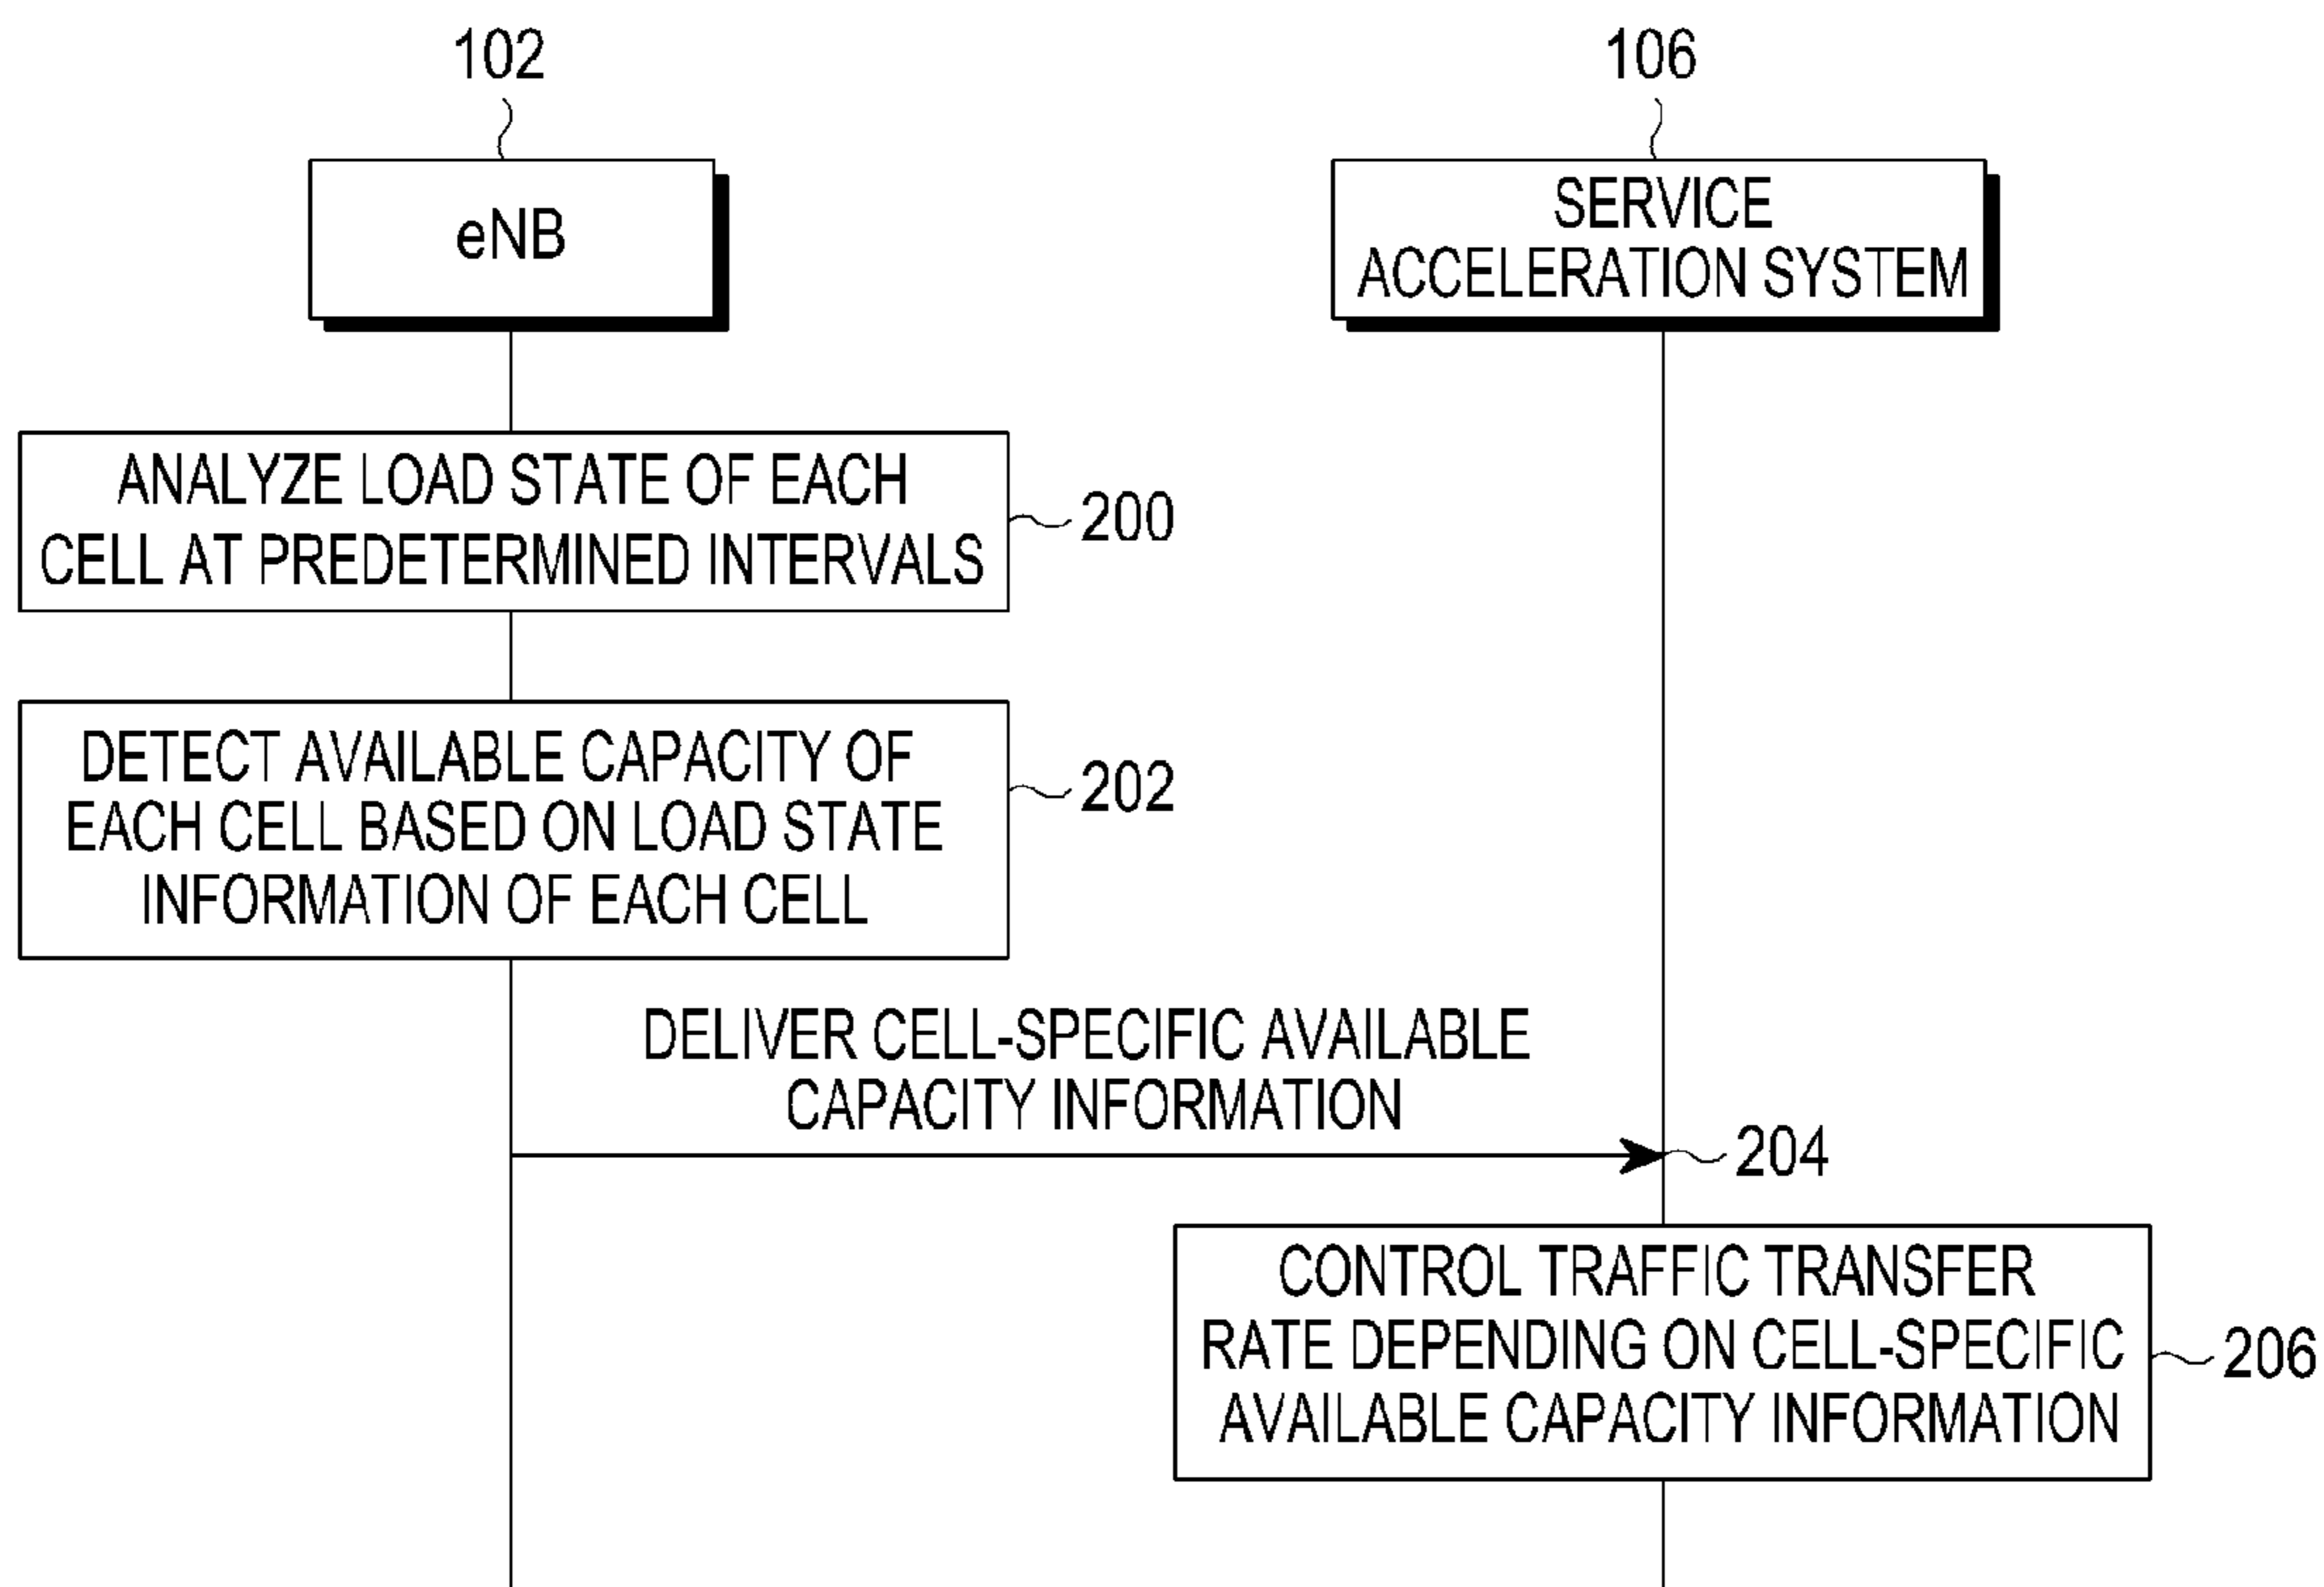 102
106
eNB
SERVICE
ACCELERATION SYSTEM
ANALYZE LOAD STATE OF EACH
CELL AT PREDETERMINED INTERVALS
200
DETECT AVAILABLE CAPACITY OF
EACH CELL BASED ON LOAD STATE
INFORMATION OF EACH CELL
202
DELIVER CELL-SPECIFIC AVAILABLE
CAPACITY INFORMATION
204
CONTROL TRAFFIC TRANSFER
RATE DEPENDING ON CELL-SPECIFIC
AVAILABLE CAPACITY INFORMATION
206